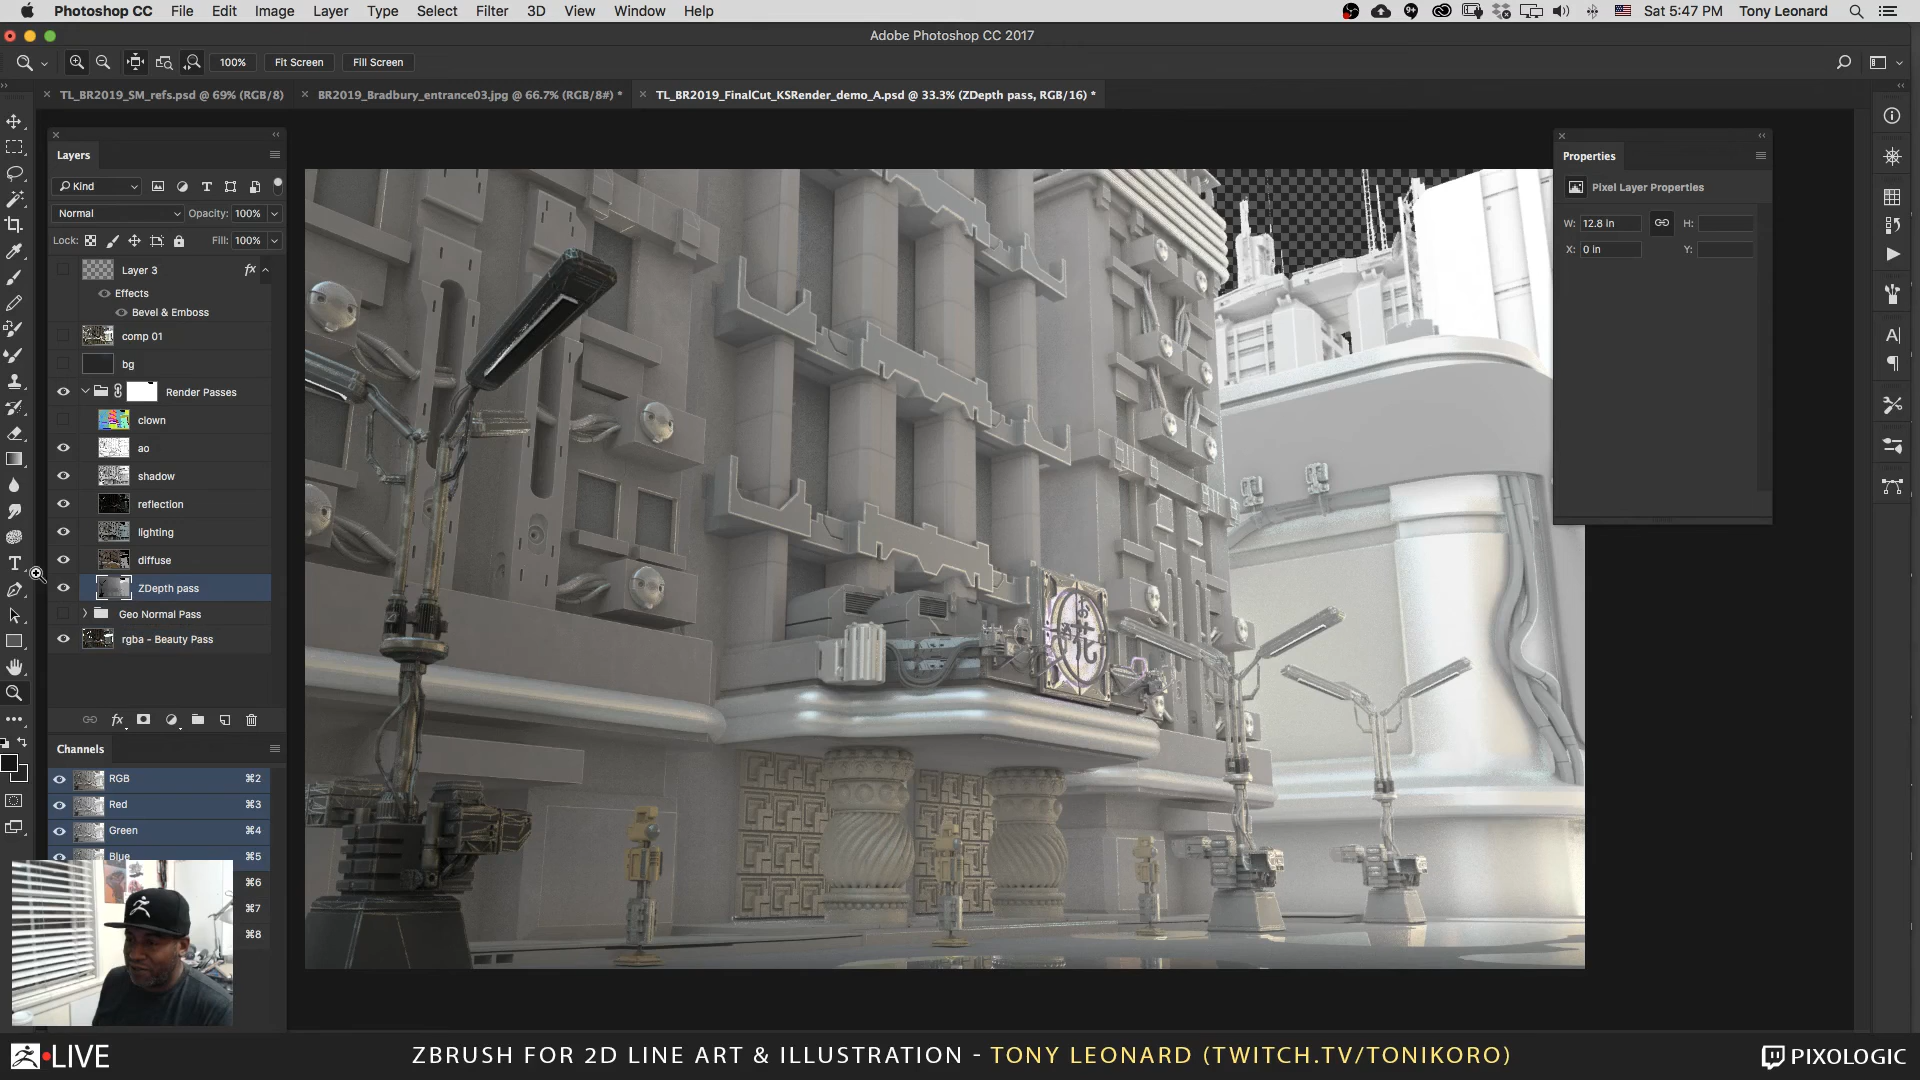 Photoshop CC File Edit Image Layer Type Select Filter 3D View Window Help
9+ Sat 5:47 PM Tony Leonard
Adobe Photoshop CC 2017
100% Fit Screen Fill Screen
TL_BR2019_SM_refs.psd @ 69% (RGB/8)
BR2019_Bradbury_entrance03.jpg @ 66.7% (RGB/8#) *
TL_BR2019_FinalCut_KSRender_demo_A.psd @ 33.3% (ZDepth pass, RGB/16) *
Layers
Kind
Normal Opacity: 100%
Lock: Fill: 100%
Layer 3 fx
Effects
Bevel & Emboss
comp 01
bg
Render Passes
clown
ao
shadow
reflection
lighting
diffuse
ZDepth pass
Geo Normal Pass
rgba - Beauty Pass
fx
Channels
RGB ⌘2
Red ⌘3
Green ⌘4
Blue ⌘5
⌘6
⌘7
⌘8
Properties
Pixel Layer Properties
W: 12.8 in H:
X: 0 in Y:
LIVE
ZBRUSH FOR 2D LINE ART & ILLUSTRATION - TONY LEONARD (TWITCH.TV/TONIKORO)
PIXOLOGIC